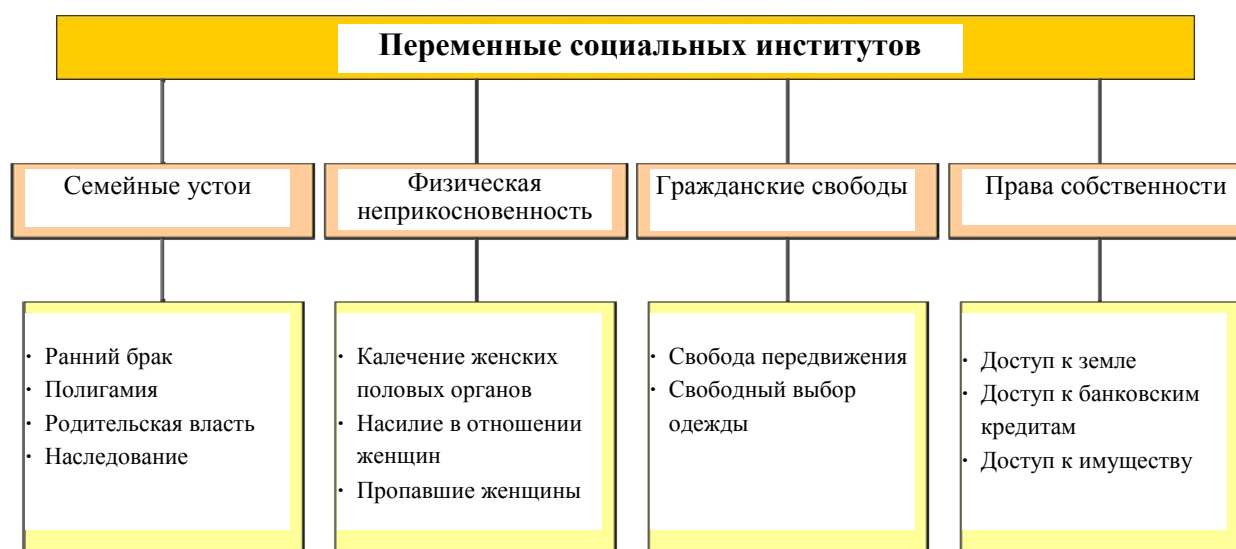 Переменные социальных институтов
Семейные устои
Физическая
неприкосновенность
Гражданские свободы
Права собственности
· Ранний брак
· Полигамия
· Родительская власть
· Наследование
· Калечение женских
половых органов
· Насилие в отношении
женщин
· Пропавшие женщины
· Свобода передвижения
· Свободный выбор
одежды
· Доступ к земле
· Доступ к банковским
кредитам
· Доступ к имуществу